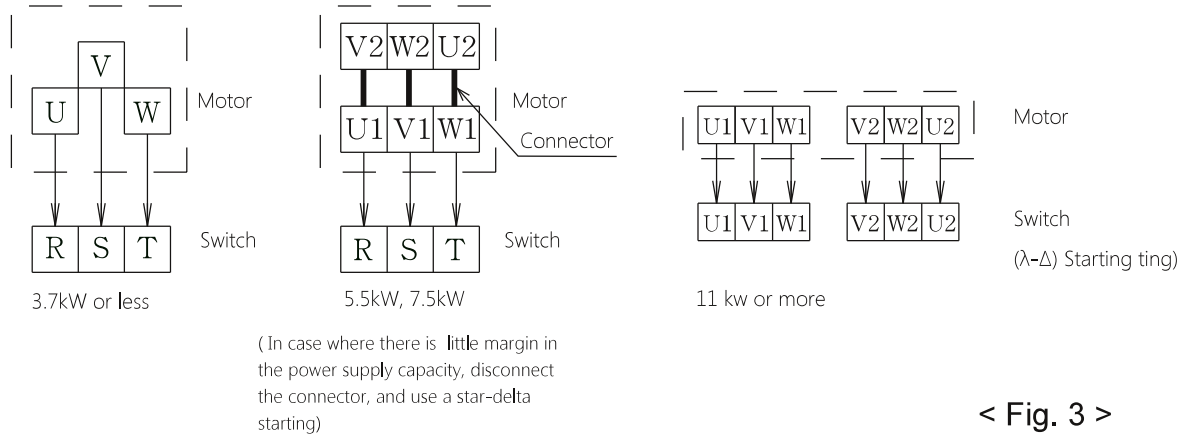 V
U W
Motor
R S T
Switch
3.7kW or less
V2 W2 U2
Motor
U1 V1 W1
Connector
R S T
Switch
5.5kW, 7.5kW
( In case where there is little margin in
the power supply capacity, disconnect
the connector, and use a star-delta
starting)
U1 V1 W1 V2 W2 U2
Motor
U1 V1 W1 V2 W2 U2
Switch
(λ-Δ) Starting ting)
11 kw or more
< Fig. 3 >